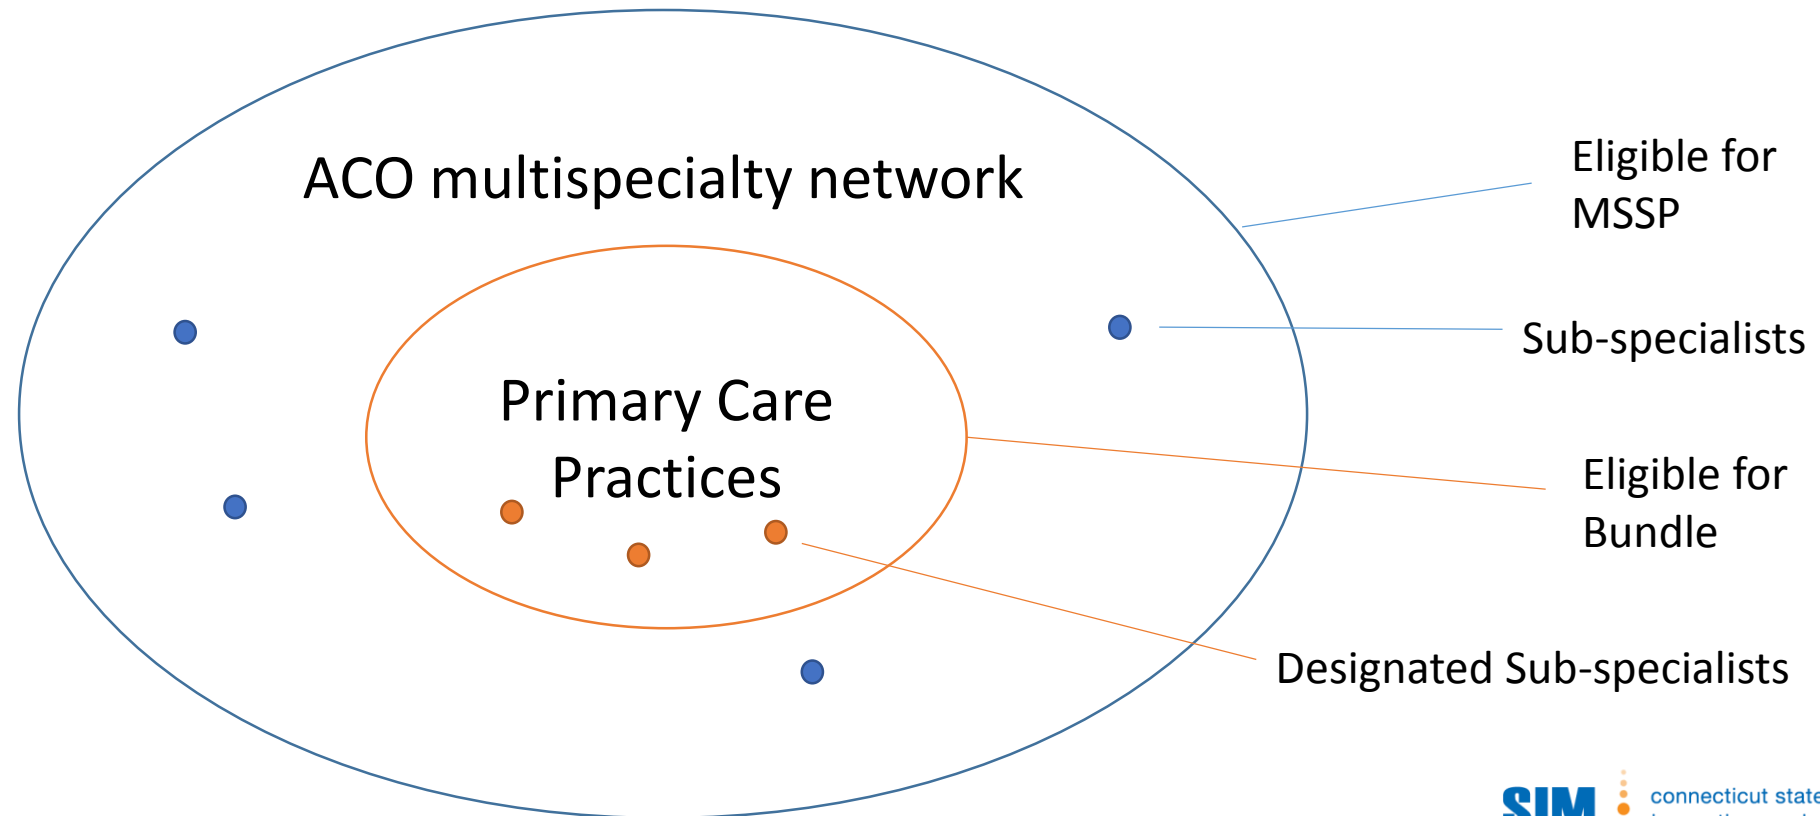 ACO multispecialty network
Primary Care
Practices
Eligible for
MSSP
Sub-specialists
Eligible for
Bundle
Designated Sub-specialists
SIM
connecticut state